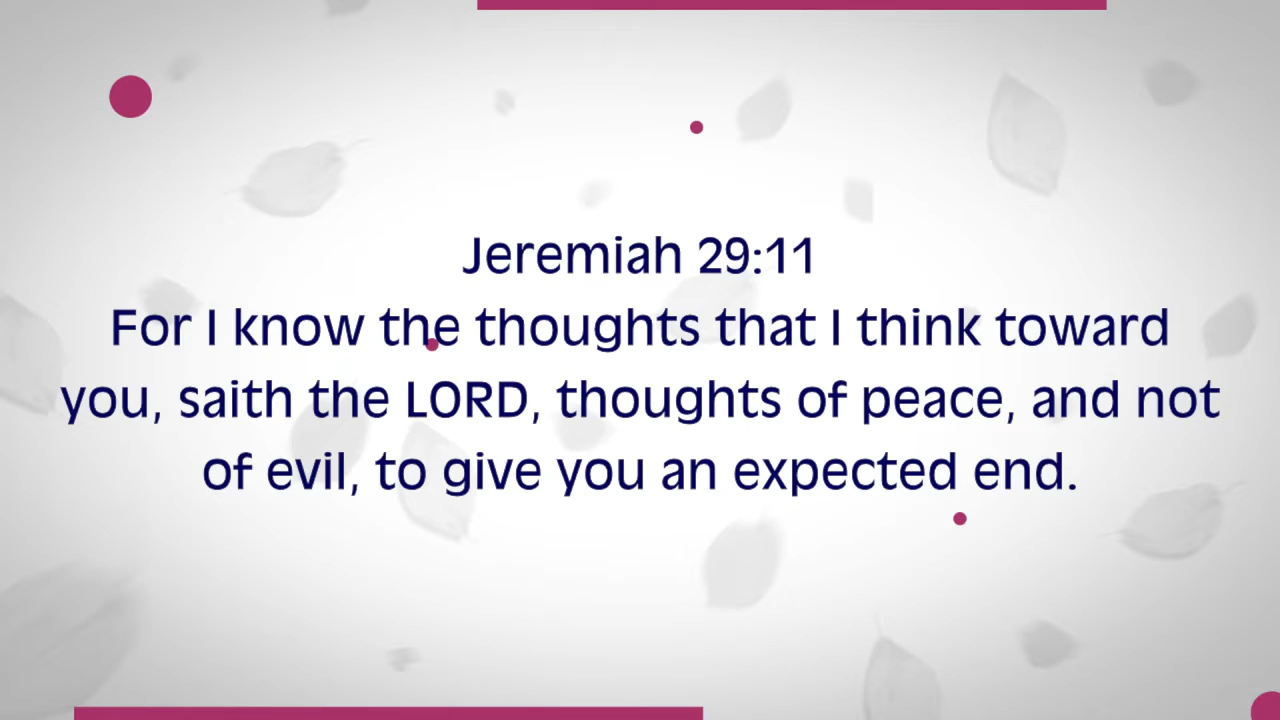 Jeremiah 29:11
For I know the thoughts that I think toward
you, saith the LORD, thoughts of peace, and not
of evil, to give you an expected end.